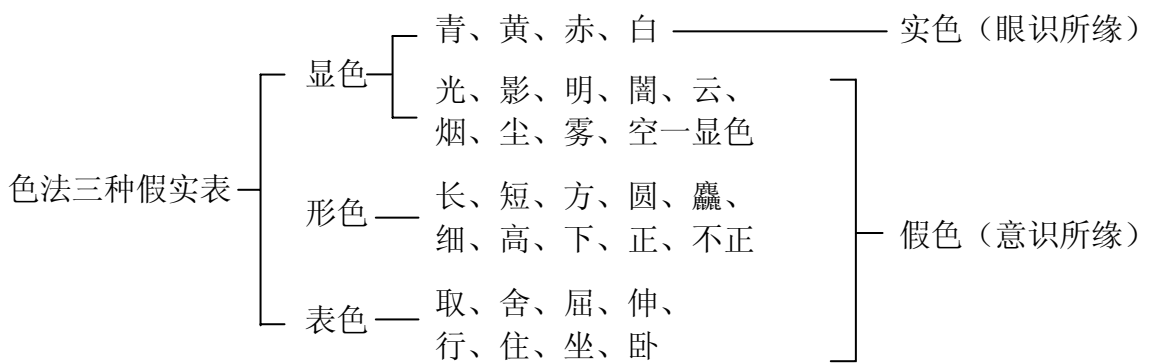 色法三种假实表
显色
青、黄、赤、白
实色（眼识所缘）
光、影、明、闇、云、
烟、尘、雾、空一显色
形色
长、短、方、圆、麤、
细、高、下、正、不正
假色（意识所缘）
表色
取、舍、屈、伸、
行、住、坐、卧